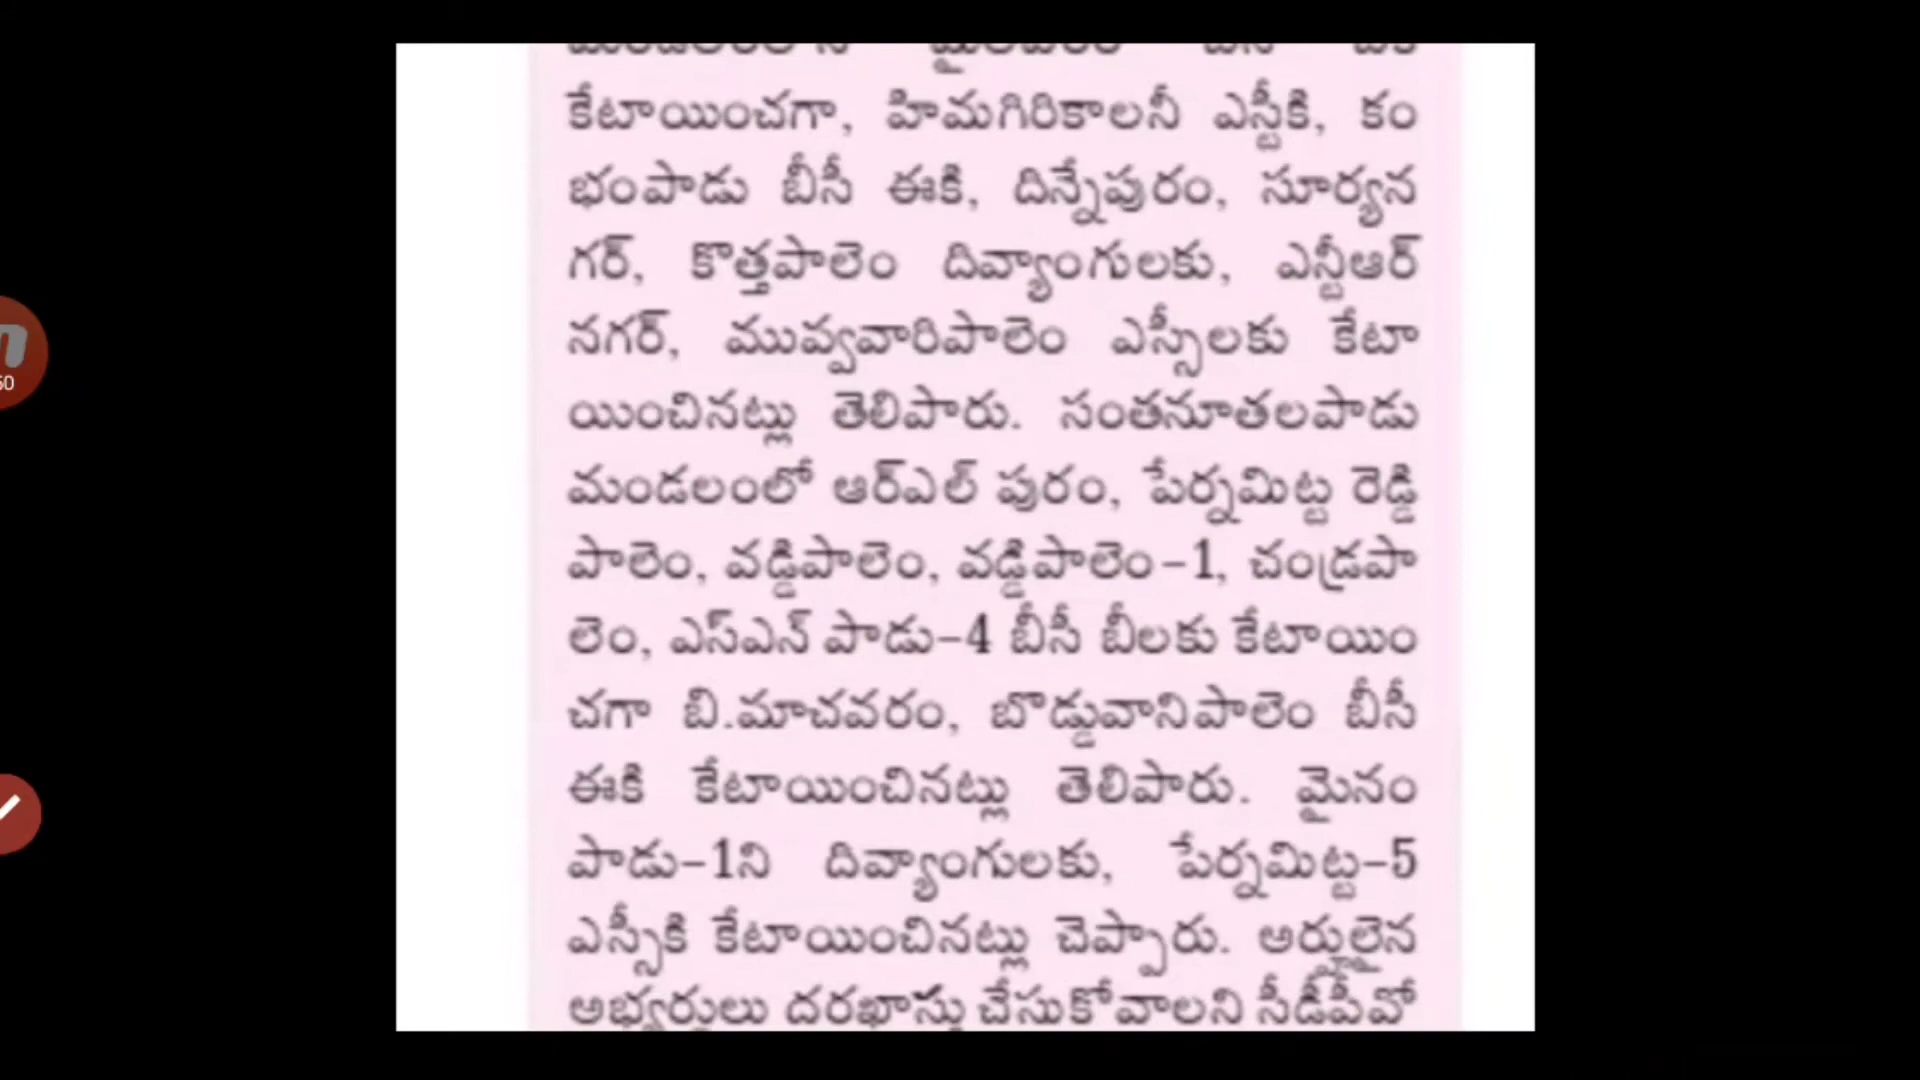 కేటాయించగా, హిమగిరికాలనీ ఎస్టీకి, కం
భంపాడు బీసీ ఈకి, దిన్నేపురం, సూర్యన
గర్, కొత్తపాలెం దివ్యాంగులకు, ఎన్టీఆర్
నగర్, మువ్వవారిపాలెం ఎస్సీలకు కేటా
యించినట్లు తెలిపారు. సంతనూతలపాడు
మండలంలో ఆర్ఎల్ పురం, పేర్నమిట్ట రెడ్డి
పాలెం, వడ్డిపాలెం, వడ్డిపాలెం-1, చండ్రపా
లెం, ఎస్ఎన్ పాడు-4 బీసీ బీలకు కేటాయిం
చగా బి.మాచవరం, బొడ్డువానిపాలెం బీసీ
ఈకి కేటాయించినట్లు తెలిపారు. మైనం
పాడు-1ని దివ్యాంగులకు, పేర్నమిట్ట-5
ఎస్సీకి కేటాయించినట్లు చెప్పారు. అర్హులైన
అభ్యర్థులు దరఖాస్తు చేసుకోవాలని సీడీపీవో